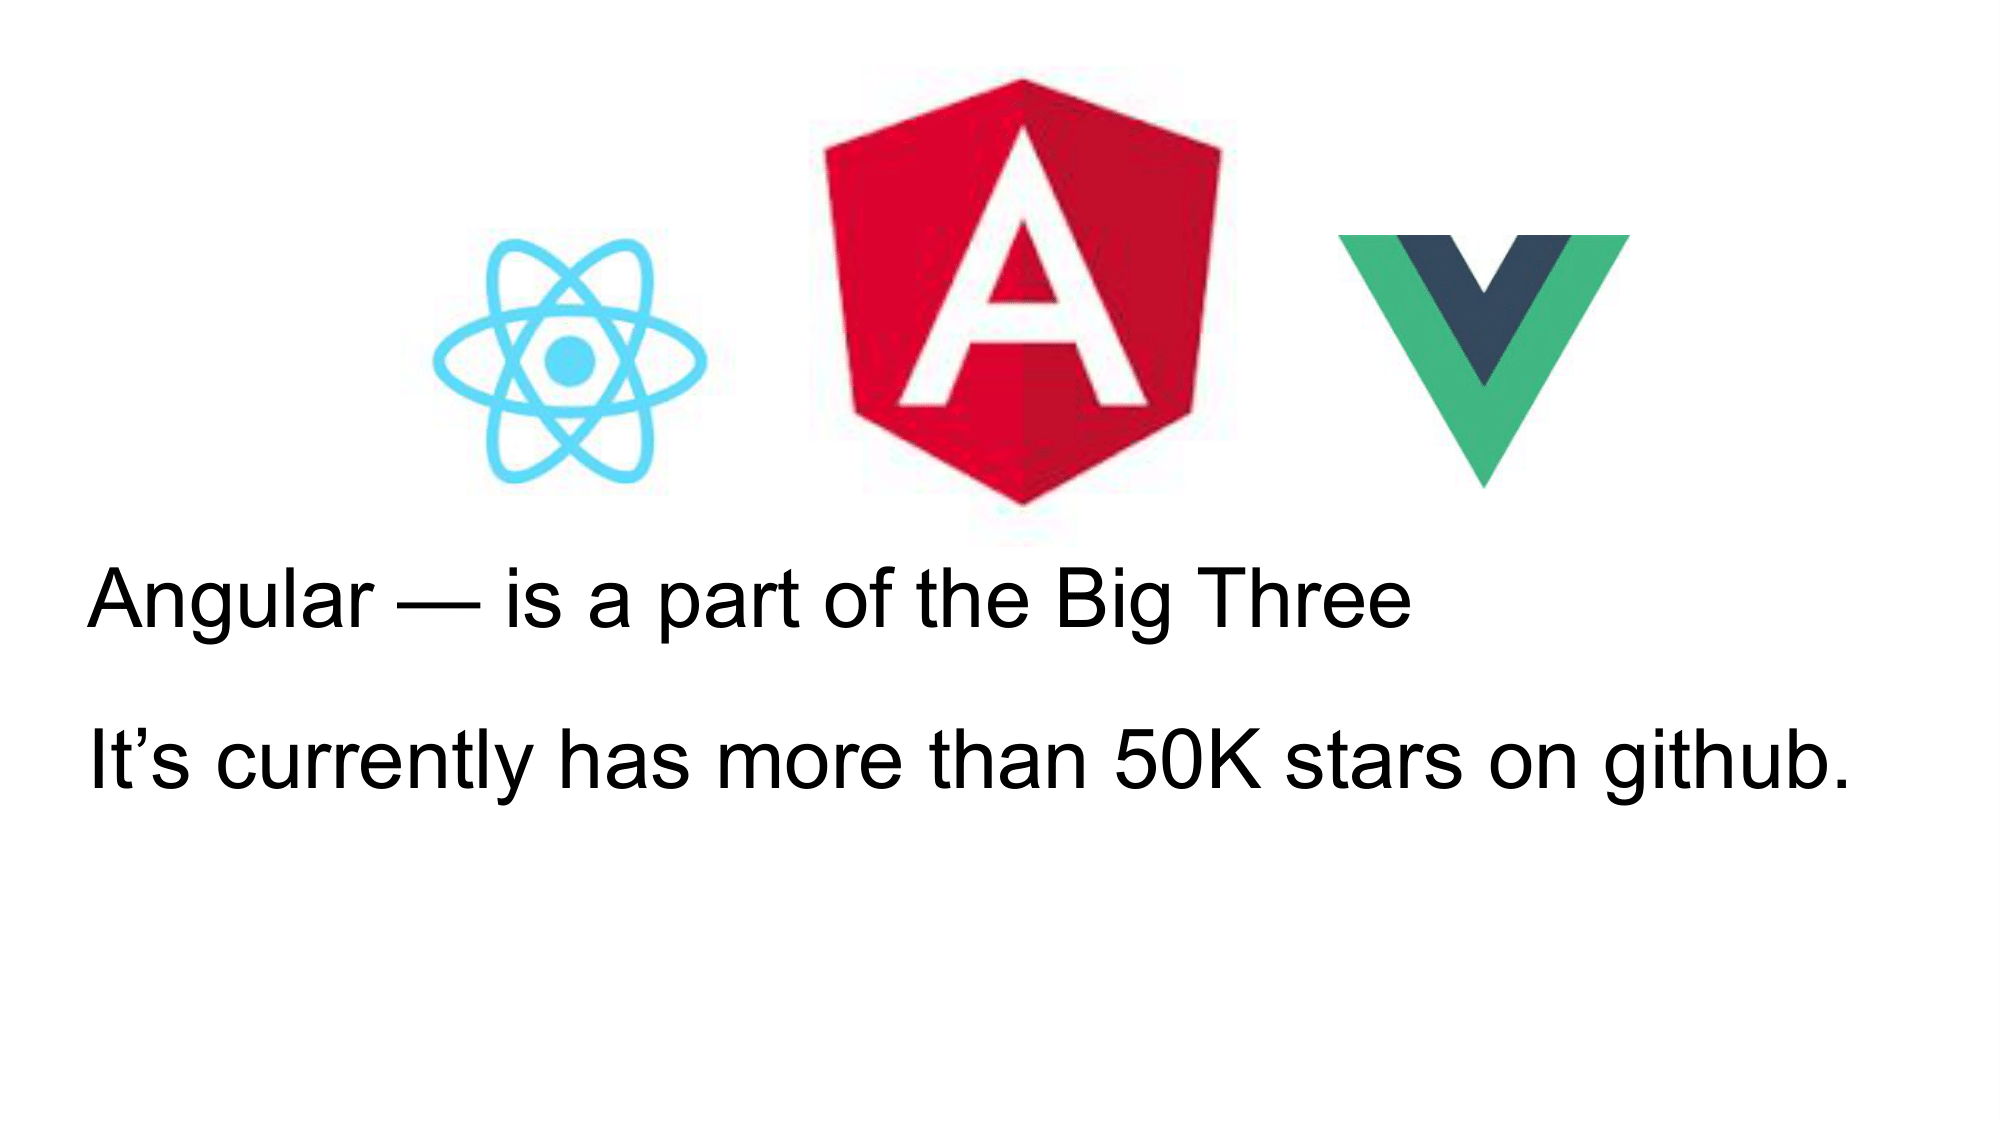 Angular — is a part of the Big Three
It’s currently has more than 50K stars on github.